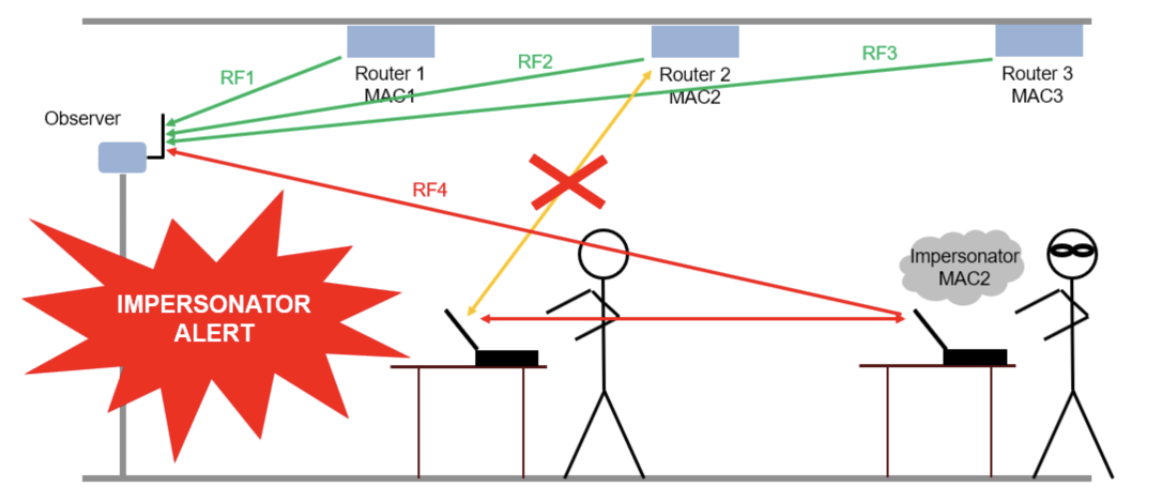 RF1
RF2
RF3
Router 1
MAC1
Router 2
MAC2
Router 3
MAC3
Observer
RF4
Impersonator
MAC2
IMPERSONATOR
ALERT